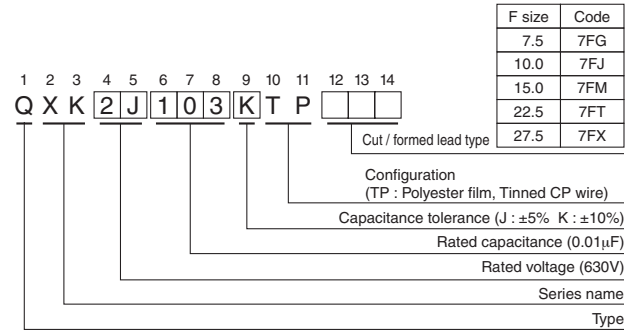 F size Code
7.5 7FG
10.0 7FJ
15.0 7FM
22.5 7FT
27.5 7FX
1 2 3 4 5 6 7 8 9 10 11 12 13 14
Q X K 2 J 1 0 3 K T P
Cut / formed lead type
Configuration
(TP : Polyester film, Tinned CP wire)
Capacitance tolerance (J : ±5% K : ±10%)
Rated capacitance (0.01μF)
Rated voltage (630V)
Series name
Type